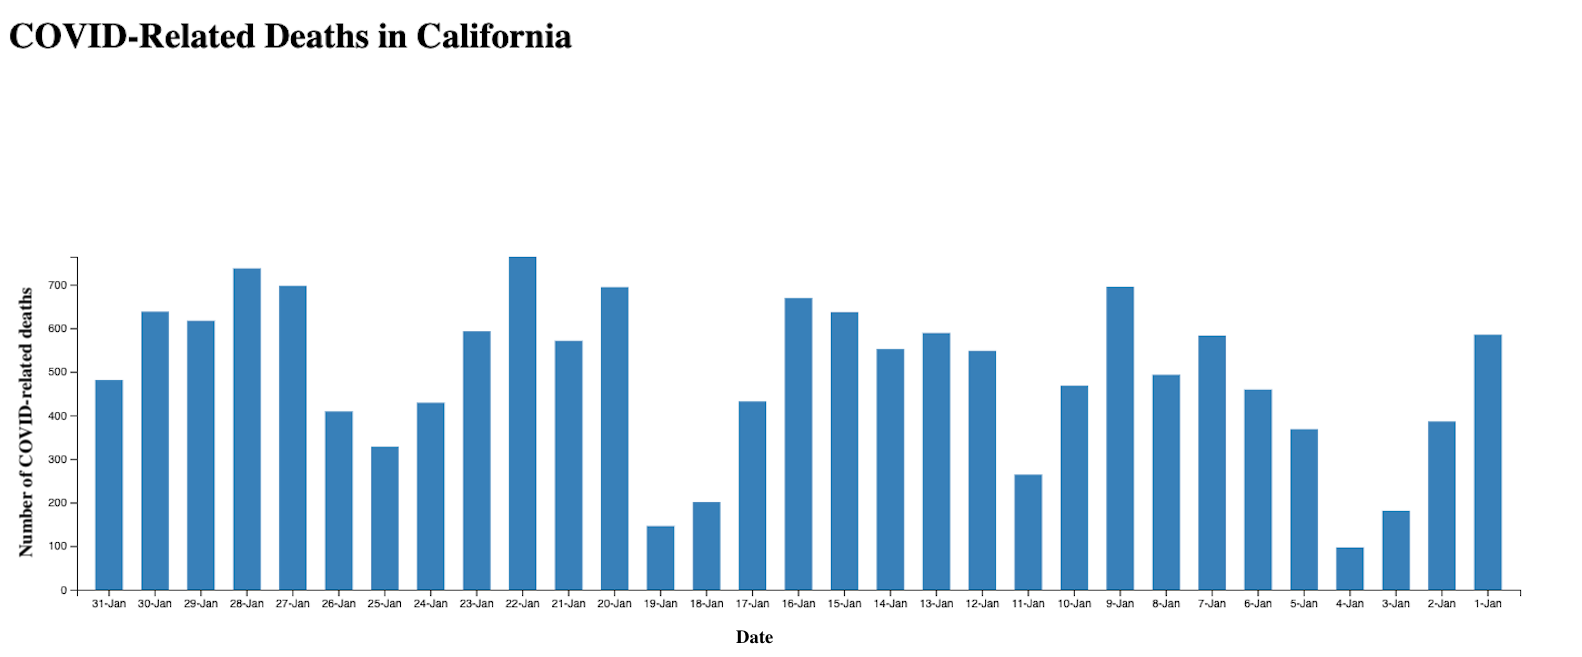 COVID-Related Deaths in California
Number of COVID-related deaths
700
600
500
400
300
200
100
0
31-Jan 30-Jan 29-Jan 28-Jan 27-Jan 26-Jan 25-Jan 24-Jan 23-Jan 22-Jan 21-Jan 20-Jan 19-Jan 18-Jan 17-Jan 16-Jan 15-Jan 14-Jan 13-Jan 12-Jan 11-Jan 10-Jan 9-Jan 8-Jan 7-Jan 6-Jan 5-Jan 4-Jan 3-Jan 2-Jan 1-Jan
Date